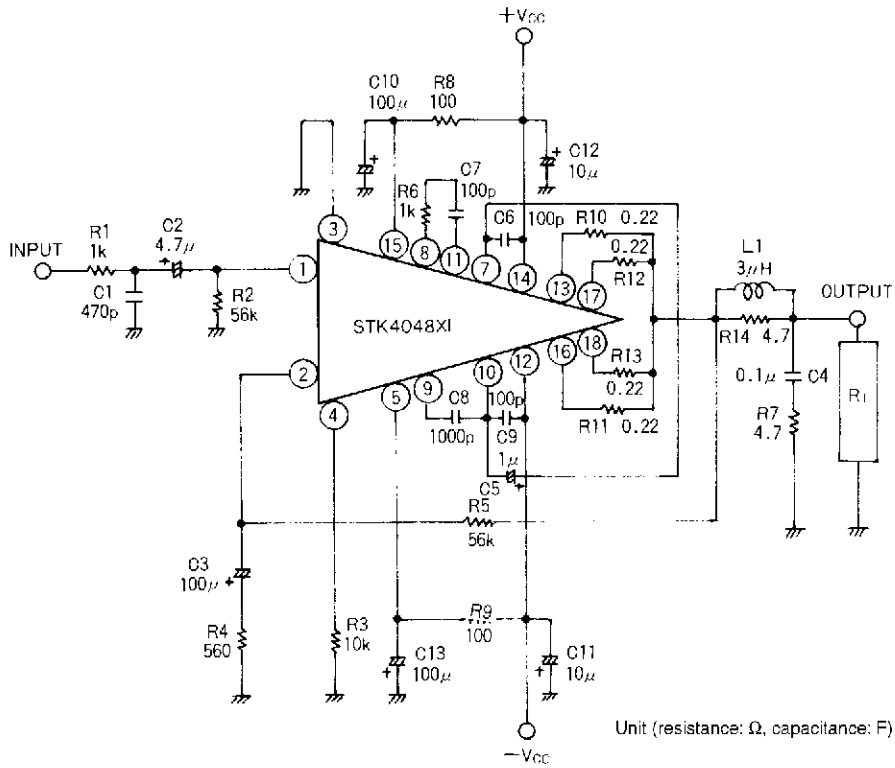 +Vcc
C10
100μ
R8
100
C12
10μ
C7
100p
R6
1k
C6
100p
R10 0.22
0.22
R12
L1
3μH
OUTPUT
C2
4.7μ
R1
1k
INPUT
C1
470p
R2
56k
3
15
8
11
7
14
13
17
1
STK4048XI
2
4
5
9
10
12
16
18
R13
0.22
R11 0.22
R14 4.7
0.1μ C4
R7
4.7
C8
1000p
100p
C9
1μ
C5
R5
56k
C3
100μ
R4
560
R3
10k
R9
100
C13
100μ
C11
10μ
−Vcc
Unit (resistance: Ω, capacitance: F)